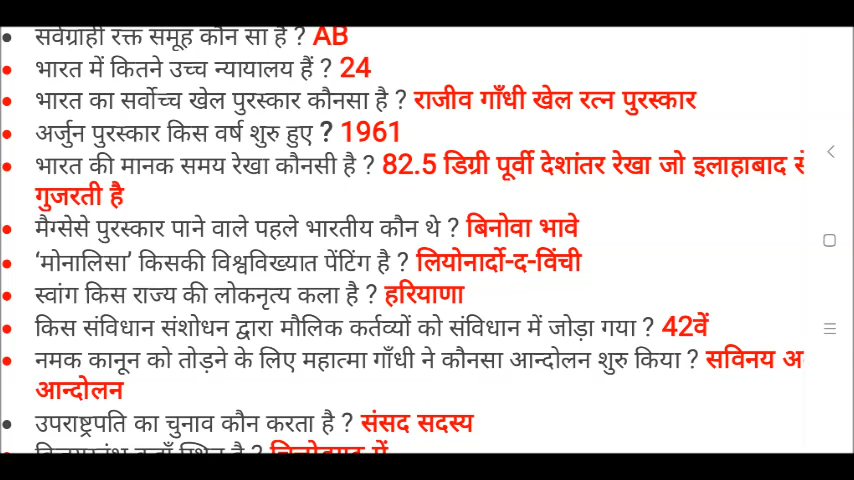 सर्वग्राही रक्त समूह कौन सा है ? AB
भारत में कितने उच्च न्यायालय हैं ? 24
भारत का सर्वोच्च खेल पुरस्कार कौनसा है ? राजीव गाँधी खेल रत्न पुरस्कार
अर्जुन पुरस्कार किस वर्ष शुरु हुए ? 1961
भारत की मानक समय रेखा कौनसी है ? 82.5 डिग्री पूर्वी देशांतर रेखा जो इलाहाबाद
गुजरती है
मैग्सेसे पुरस्कार पाने वाले पहले भारतीय कौन थे ? बिनोवा भावे
‘मोनालिसा’ किसकी विश्वविख्यात पेंटिंग है ? लियोनार्दो-द-विंची
स्वांग किस राज्य की लोकनृत्य कला है ? हरियाणा
किस संविधान संशोधन द्वारा मौलिक कर्तव्यों को संविधान में जोड़ा गया ? 42वें
नमक कानून को तोड़ने के लिए महात्मा गाँधी ने कौनसा आन्दोलन शुरु किया ? सविनय
आन्दोलन
उपराष्ट्रपति का चुनाव कौन करता है ? संसद सदस्य